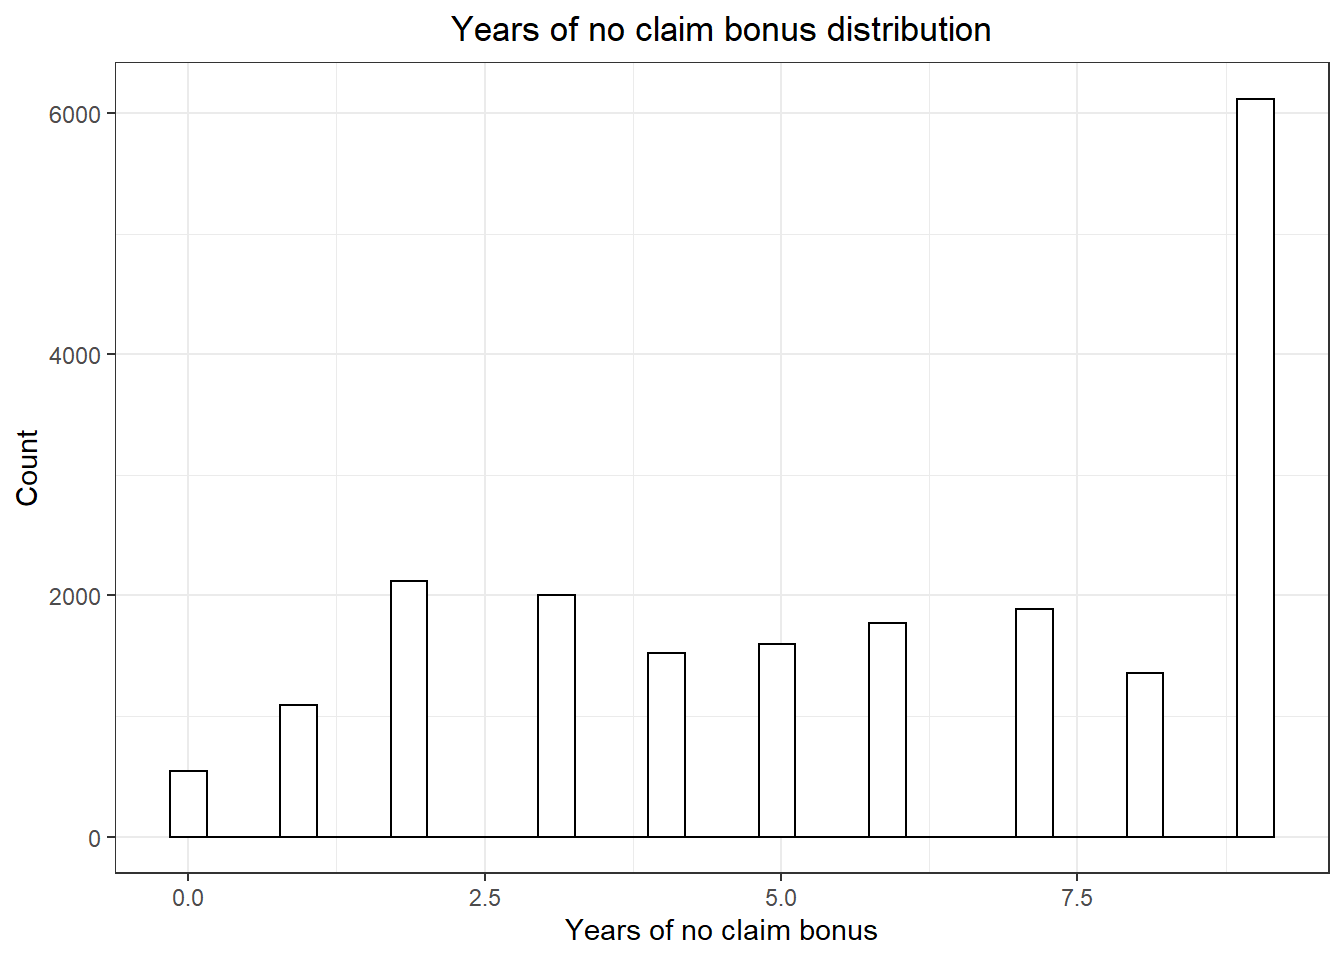 Years of no claim bonus distribution
6000
4000
2000
0
Count
0.0 2.5 5.0 7.5
Years of no claim bonus